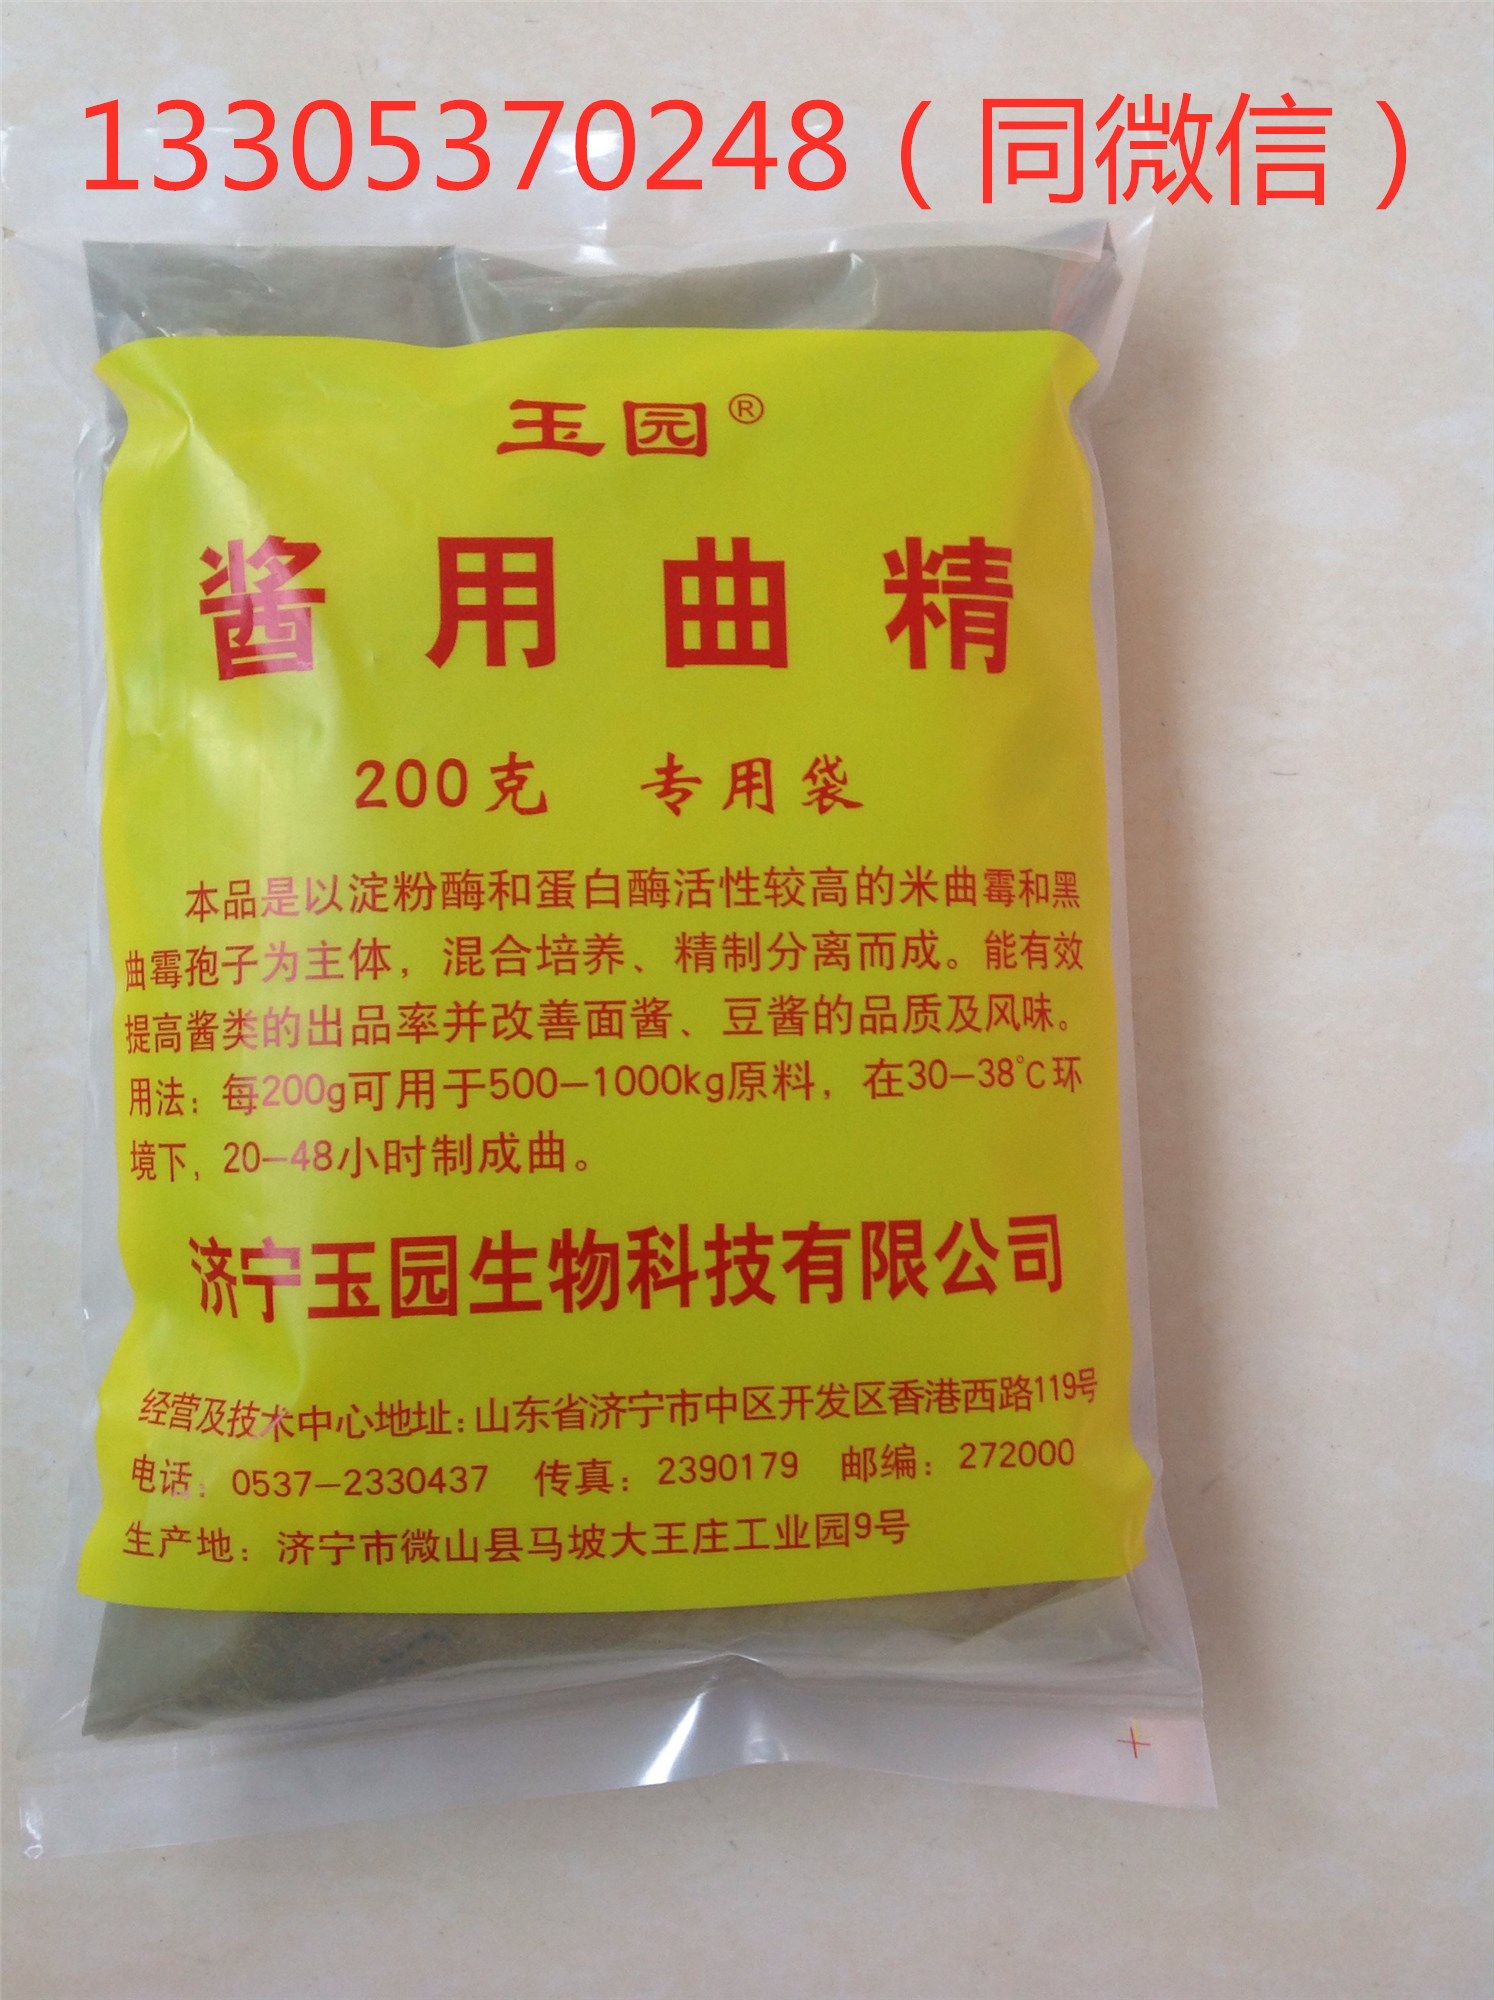 13305370248（同微信）
玉园®
酱用曲精
200克 专用袋
本品是以淀粉酶和蛋白酶活性较高的米曲霉和黑
曲霉孢子为主体，混合培养、精制分离而成。能有效
提高酱类的出品率并改善面酱、豆酱的品质及风味。
用法：每200g可用于500—1000kg原料，在30—38℃环
境下，20—48小时制成曲。
济宁玉园生物科技有限公司
经营及技术中心地址：山东省济宁市中区开发区香港西路119号
电话：0537—2330437 传真：2390179 邮编：272000
生产地：济宁市微山县马坡大王庄工业园9号